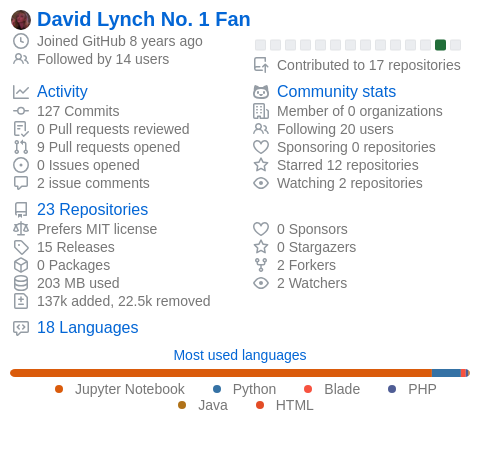 David Lynch No. 1 Fan
Joined GitHub 8 years ago
Followed by 14 users
Contributed to 17 repositories
Activity
127 Commits
0 Pull requests reviewed
9 Pull requests opened
0 Issues opened
2 issue comments
Community stats
Member of 0 organizations
Following 20 users
Sponsoring 0 repositories
Starred 12 repositories
Watching 2 repositories
23 Repositories
Prefers MIT license
15 Releases
0 Packages
203 MB used
137k added, 22.5k removed
0 Sponsors
0 Stargazers
2 Forkers
2 Watchers
18 Languages
Most used languages
Jupyter Notebook Python Blade PHP
Java HTML